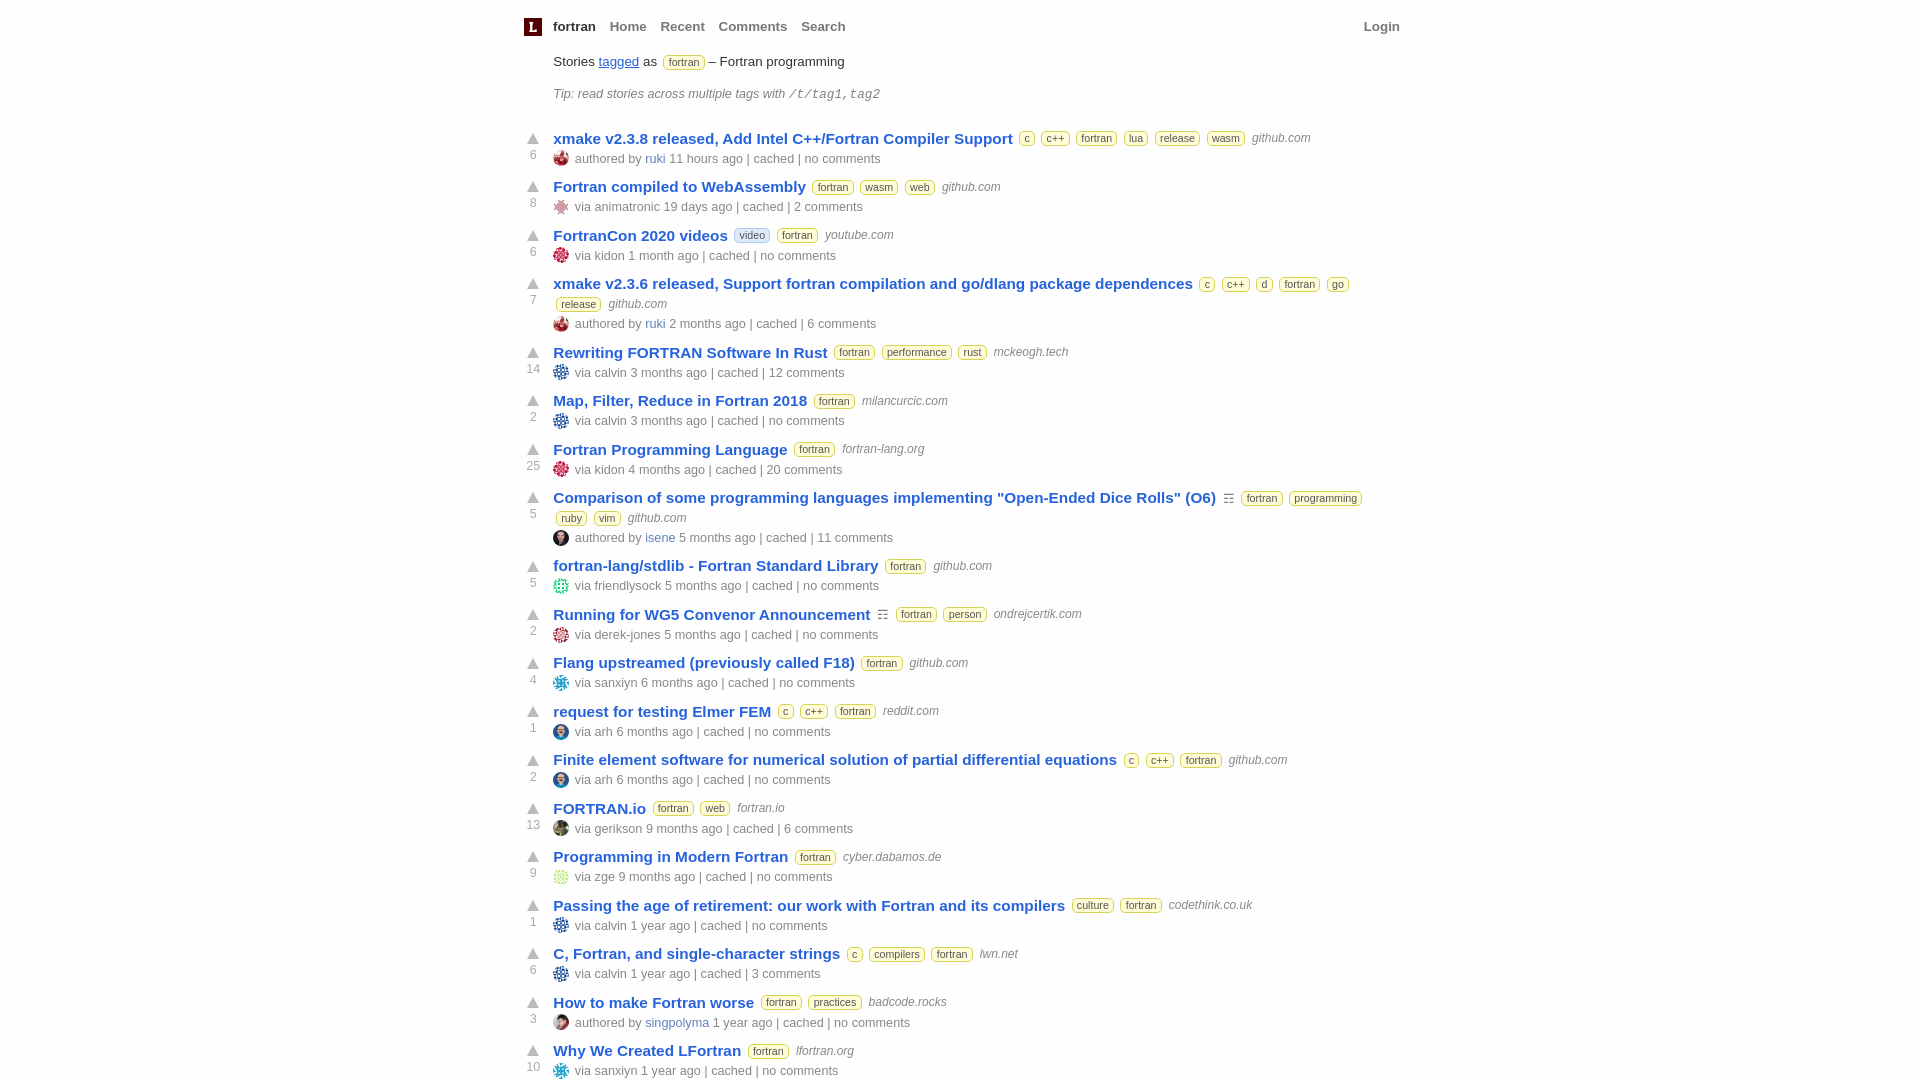 L fortran Home Recent Comments Search Login
Stories tagged as fortran – Fortran programming
Tip: read stories across multiple tags with /t/tag1,tag2
xmake v2.3.8 released, Add Intel C++/Fortran Compiler Support c c++ fortran lua release wasm github.com
6 authored by ruki 11 hours ago | cached | no comments
Fortran compiled to WebAssembly fortran wasm web github.com
8 via animatronic 19 days ago | cached | 2 comments
FortranCon 2020 videos video fortran youtube.com
6 via kidon 1 month ago | cached | no comments
xmake v2.3.6 released, Support fortran compilation and go/dlang package dependences c c++ d fortran go
7 release github.com
authored by ruki 2 months ago | cached | 6 comments
Rewriting FORTRAN Software In Rust fortran performance rust mckeogh.tech
14 via calvin 3 months ago | cached | 12 comments
Map, Filter, Reduce in Fortran 2018 fortran milancurcic.com
2 via calvin 3 months ago | cached | no comments
Fortran Programming Language fortran fortran-lang.org
25 via kidon 4 months ago | cached | 20 comments
Comparison of some programming languages implementing "Open-Ended Dice Rolls" (O6) ☶ fortran programming
5 ruby vim github.com
authored by isene 5 months ago | cached | 11 comments
fortran-lang/stdlib - Fortran Standard Library fortran github.com
5 via friendlysock 5 months ago | cached | no comments
Running for WG5 Convenor Announcement ☶ fortran person ondrejcertik.com
2 via derek-jones 5 months ago | cached | no comments
Flang upstreamed (previously called F18) fortran github.com
4 via sanxiyn 6 months ago | cached | no comments
request for testing Elmer FEM c c++ fortran reddit.com
1 via arh 6 months ago | cached | no comments
Finite element software for numerical solution of partial differential equations c c++ fortran github.com
2 via arh 6 months ago | cached | no comments
FORTRAN.io fortran web fortran.io
13 via gerikson 9 months ago | cached | 6 comments
Programming in Modern Fortran fortran cyber.dabamos.de
9 via zge 9 months ago | cached | no comments
Passing the age of retirement: our work with Fortran and its compilers culture fortran codethink.co.uk
1 via calvin 1 year ago | cached | no comments
C, Fortran, and single-character strings c compilers fortran lwn.net
6 via calvin 1 year ago | cached | 3 comments
How to make Fortran worse fortran practices badcode.rocks
3 authored by singpolyma 1 year ago | cached | no comments
Why We Created LFortran fortran lfortran.org
10 via sanxiyn 1 year ago | cached | no comments